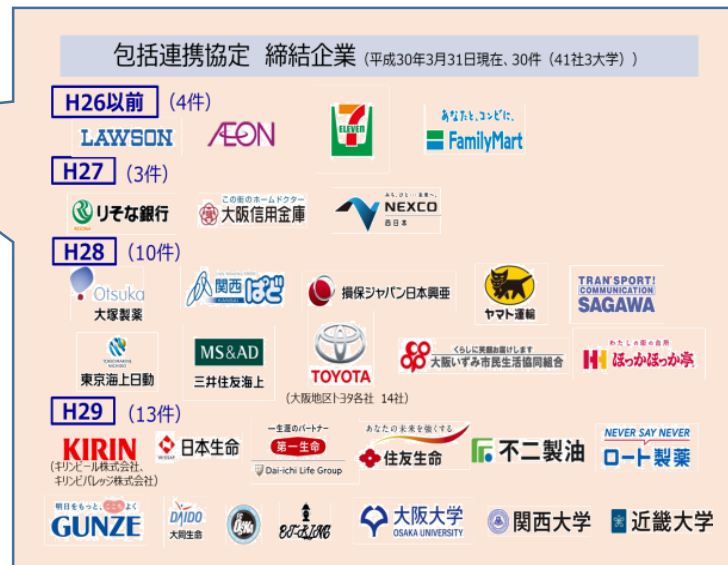 包括連携協定 締結企業 (平成30年3月31日現在、30件（41社3大学）)
H26以前 (4件)
LAWSON ÆON 7 ELEVEN あなたと、コンビに、 FamilyMart
H27 (3件)
りそな銀行 この街のホームドクター 大阪信用金庫 みち、ひと…未来へ。 NEXCO 西日本
H28 (10件)
Otsuka 大塚製薬 関西ぱど 損保ジャパン日本興亜 ヤマト運輸 TRANSPORT! COMMUNICATION SAGAWA
東京海上日動 MS&AD 三井住友海上 TOYOTA くらしに笑顔お届けします 大阪いずみ市民生活協同組合 わたしの街の台所 ほっかほっか亭
(大阪地区トヨタ各社 14社)
H29 (13件)
KIRIN 日本生命 一生涯のパートナー 第一生命 Dai-ichi Life Group あなたの未来を強くする 住友生命 不二製油 NEVER SAY NEVER ロート製薬
(キリンビール株式会社、
キリンビバレッジ株式会社)
明日をもっと、ここちよく GUNZE DAIDO 大同生命 大阪大学 OSAKA UNIVERSITY 関西大学 近畿大学